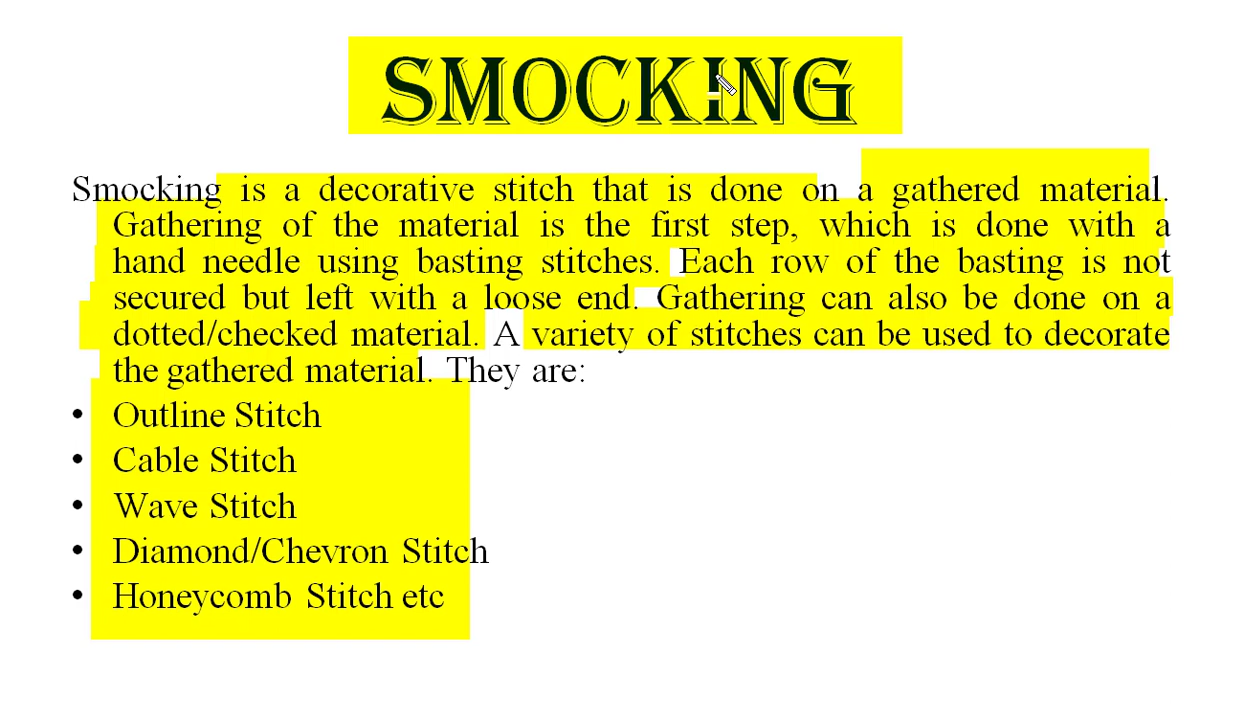 SMOCKING
Smocking is a decorative stitch that is done on a gathered material.
Gathering of the material is the first step, which is done with a
hand needle using basting stitches. Each row of the basting is not
secured but left with a loose end. Gathering can also be done on a
dotted/checked material. A variety of stitches can be used to decorate
the gathered material. They are:
• Outline Stitch
• Cable Stitch
• Wave Stitch
• Diamond/Chevron Stitch
• Honeycomb Stitch etc